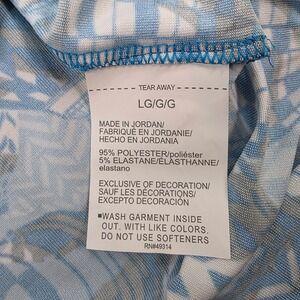 TEAR AWAY
LG/G/G
MADE IN JORDAN/
FABRIQUÉ EN JORDANIE/
HECHO EN JORDANIA
95% POLYESTER/poliéster
5% ELASTANE/ÉLASTHANNE/
elastano
EXCLUSIVE OF DECORATION/
SAUF LES DÉCORATIONS/
EXCEPTO DECORACIÓN
■WASH GARMENT INSIDE
OUT. WITH LIKE COLORS.
DO NOT USE SOFTENERS
RN#49314